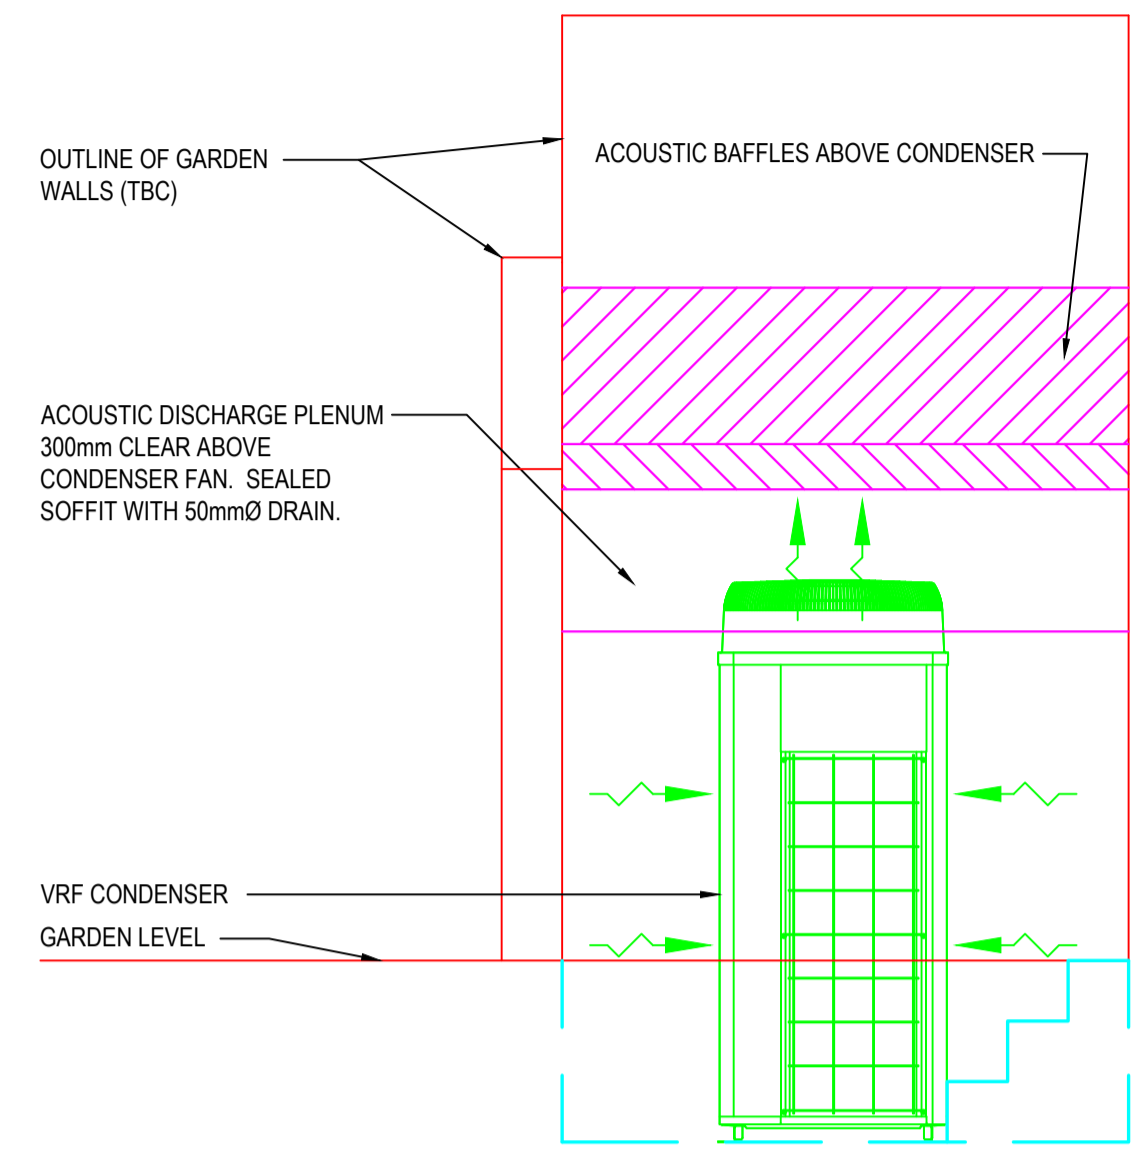 OUTLINE OF GARDEN
WALLS (TBC)
ACOUSTIC BAFFLES ABOVE CONDENSER
ACOUSTIC DISCHARGE PLENUM
300mm CLEAR ABOVE
CONDENSER FAN. SEALED
SOFFIT WITH 50mmØ DRAIN.
VRF CONDENSER
GARDEN LEVEL